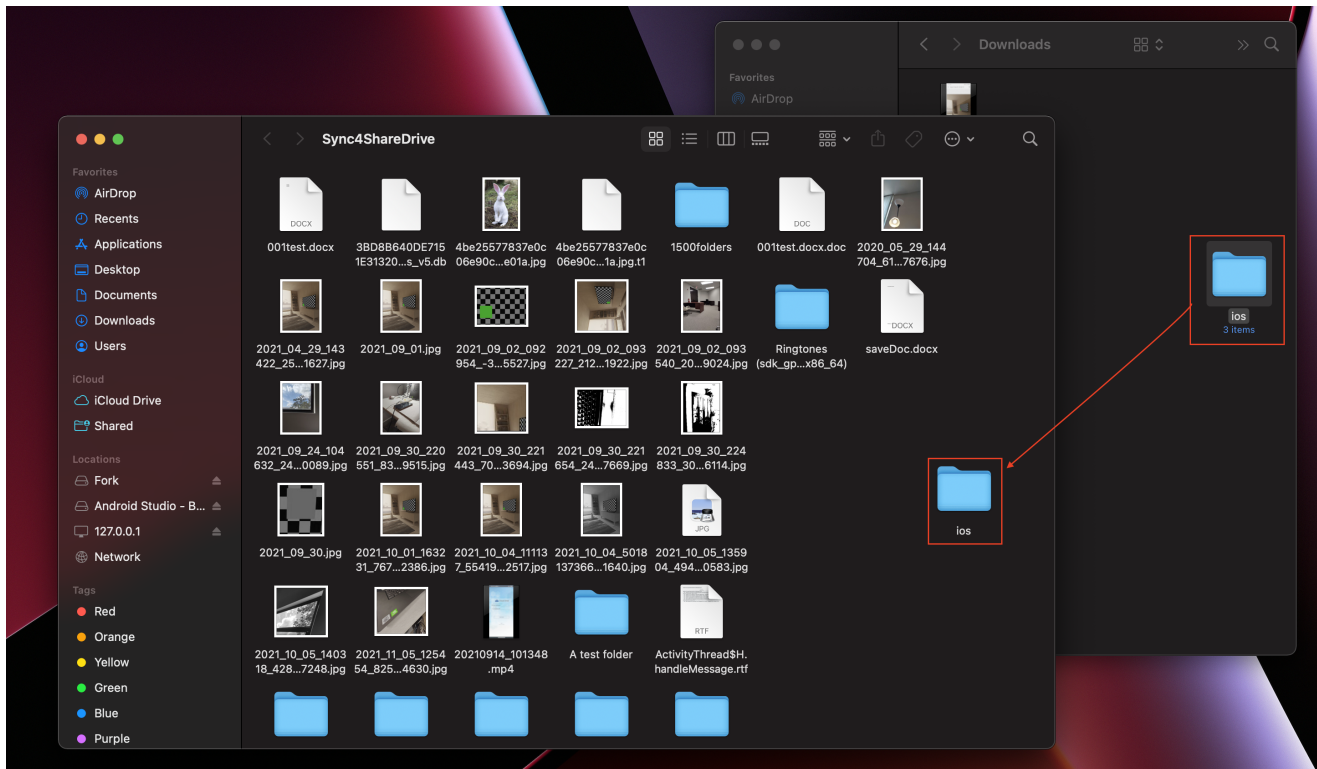 Downloads
Favorites
AirDrop
Sync4ShareDrive
Favorites
AirDrop
Recents
Applications
Desktop
Documents
Downloads
Users
iCloud
iCloud Drive
Shared
Locations
Fork
Android Studio - B...
127.0.0.1
Network
Tags
Red
Orange
Yellow
Green
Blue
Purple
DOCX
DOC
001test.docx
3BD8B640DE715
1E31320...s_v5.db
4be25577837e0c
06e90c...e01a.jpg
4be25577837e0c
06e90c...1a.jpg.t1
1500folders
001test.docx.doc
2020_05_29_144
704_61...7676.jpg
DOCX
2021_04_29_143
422_25...1627.jpg
2021_09_01.jpg
2021_09_02_092
954_-3...5527.jpg
2021_09_02_093
227_212...1922.jpg
2021_09_02_093
540_20...9024.jpg
Ringtones
(sdk_gp...x86_64)
saveDoc.docx
2021_09_24_104
632_24...0089.jpg
2021_09_30_220
551_83...9515.jpg
2021_09_30_221
443_70...3694.jpg
2021_09_30_221
654_24...7669.jpg
2021_09_30_224
833_30...6114.jpg
JPG
2021_09_30.jpg
2021_10_01_1632
31_767...2386.jpg
2021_10_04_11113
7_55419...2517.jpg
2021_10_04_5018
137366...1640.jpg
2021_10_05_1359
04_494...0583.jpg
RTF
2021_10_05_1403
18_428...7248.jpg
2021_11_05_1254
54_825...4630.jpg
20210914_101348
.mp4
A test folder
ActivityThread$H.
handleMessage.rtf
ios
3 items
ios